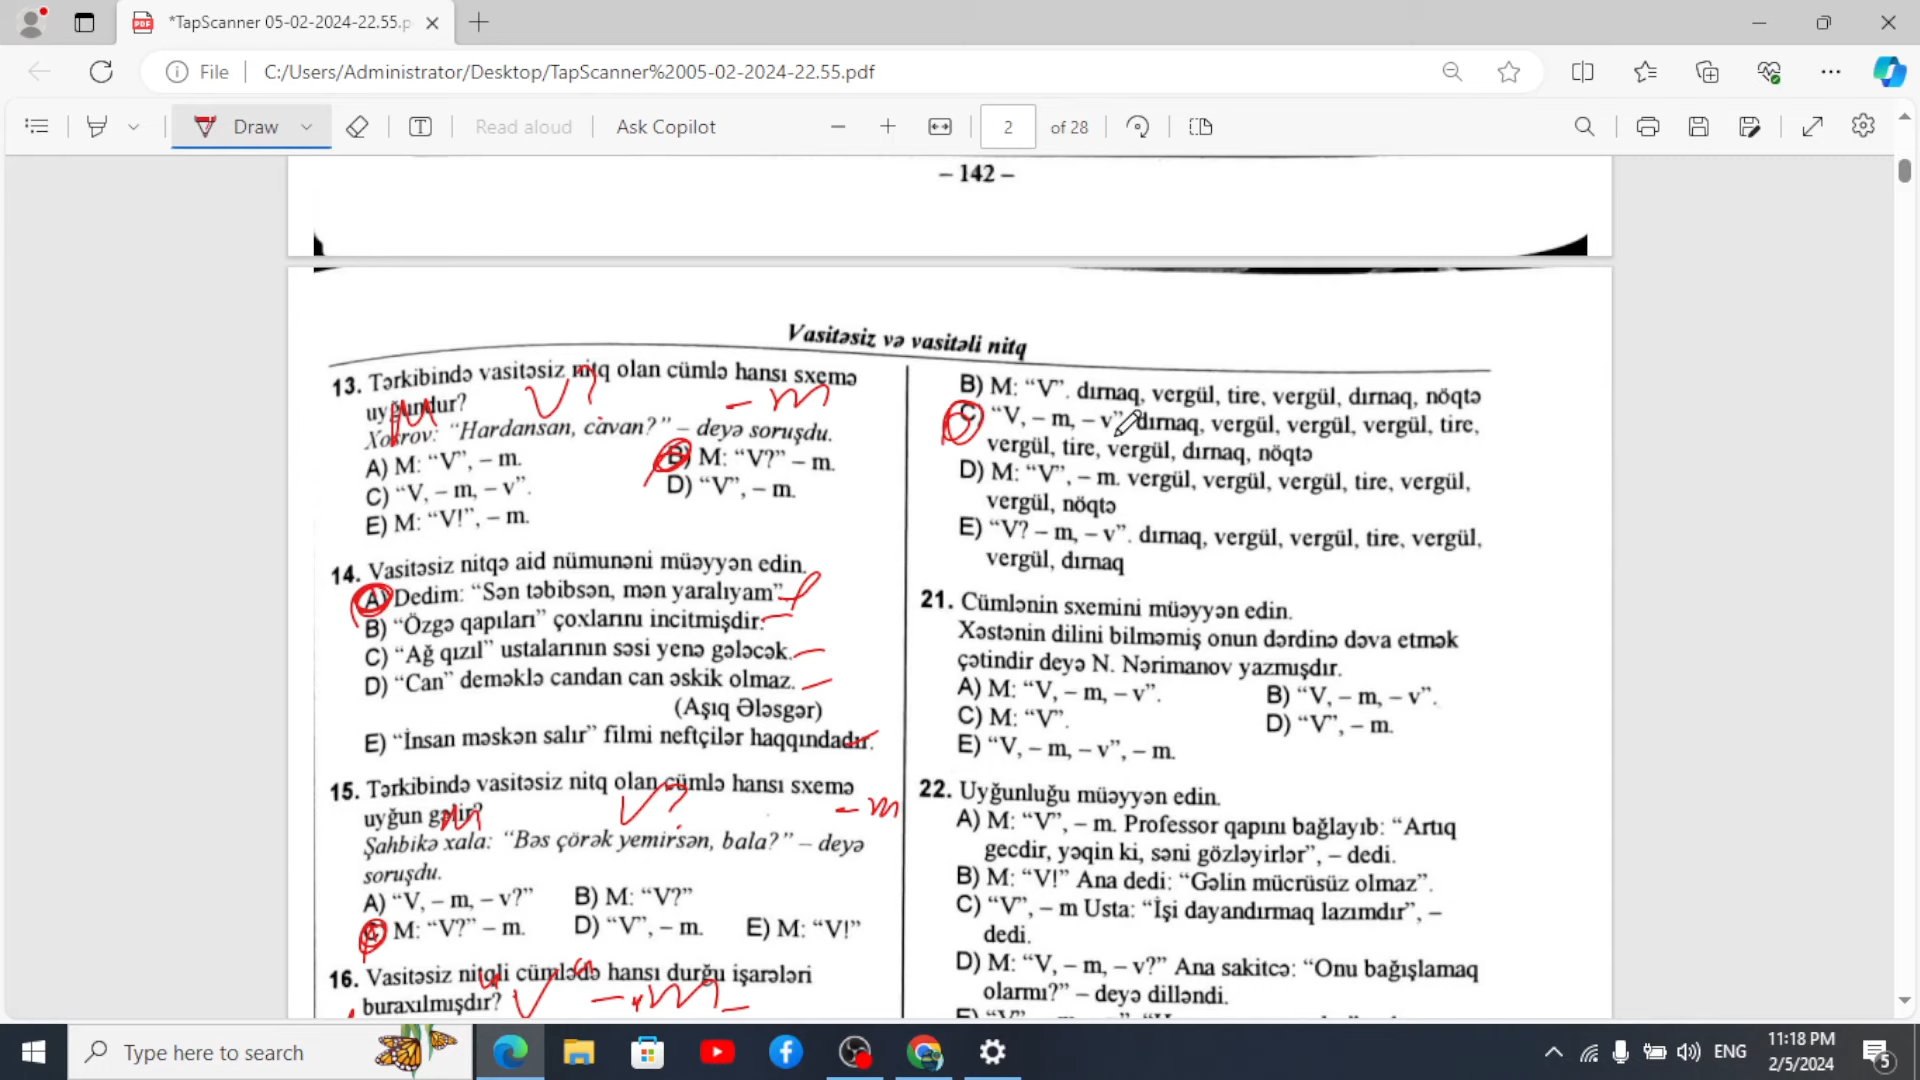 *TapScanner 05-02-2024-22.55.p
File
C:/Users/Administrator/Desktop/TapScanner%2005-02-2024-22.55.pdf
Draw
Read aloud
Ask Copilot
2
of 28
– 142 –
Vasitəsiz və vasitəli nitq
13. Tərkibində vasitəsiz nitq olan cümlə hansı sxemə
uyğundur?
Xosrov: “Hardansan, cavan?” – deyə soruşdu.
A) M: “V”, – m.
B) M: “V?” – m.
C) “V, – m, – v”.
D) “V”, – m.
E) M: “V!”, – m.
M V? – m
14. Vasitəsiz nitqə aid nümunəni müəyyən edin.
A) Dedim: “Sən təbibsən, mən yaralıyam”.
B) “Özgə qapıları” çoxlarını incitmişdir.
C) “Ağ qızıl” ustalarının səsi yenə gələcək.
D) “Can” deməklə candan can əskik olmaz.
(Aşıq Ələsgər)
E) “İnsan məskən salır” filmi neftçilər haqqındadır.
15. Tərkibində vasitəsiz nitq olan cümlə hansı sxemə
uyğun gəlir?
Şahbikə xala: “Bəs çörək yemirsən, bala?” – deyə
soruşdu.
A) “V, – m, – v?”
B) M: “V?”
C) M: “V?” – m.
D) “V”, – m.
E) M: “V!”
M V? – m
16. Vasitəsiz nitqli cümlədə hansı durğu işarələri
buraxılmışdır?
B) M: “V”. dırnaq, vergül, tire, vergül, dırnaq, nöqtə
C) “V, – m, – v”. dırnaq, vergül, vergül, vergül, tire,
vergül, tire, vergül, dırnaq, nöqtə
D) M: “V”, – m. vergül, vergül, vergül, tire, vergül,
vergül, nöqtə
E) “V? – m, – v”. dırnaq, vergül, vergül, tire, vergül,
vergül, dırnaq
21. Cümlənin sxemini müəyyən edin.
Xəstənin dilini bilməmiş onun dərdinə dəva etmək
çətindir deyə N. Nərimanov yazmışdır.
A) M: “V, – m, – v”.
B) “V, – m, – v”.
C) M: “V”.
D) “V”, – m.
E) “V, – m, – v”, – m.
22. Uyğunluğu müəyyən edin.
A) M: “V”, – m. Professor qapını bağlayıb: “Artıq
gecdir, yəqin ki, səni gözləyirlər”, – dedi.
B) M: “V!” Ana dedi: “Gəlin mücrüsüz olmaz”.
C) “V”, – m Usta: “İşi dayandırmaq lazımdır”, –
dedi.
D) M: “V, – m, – v?” Ana sakitcə: “Onu bağışlamaq
olarmı?” – deyə dilləndi.
Type here to search
ENG
11:18 PM
2/5/2024
5